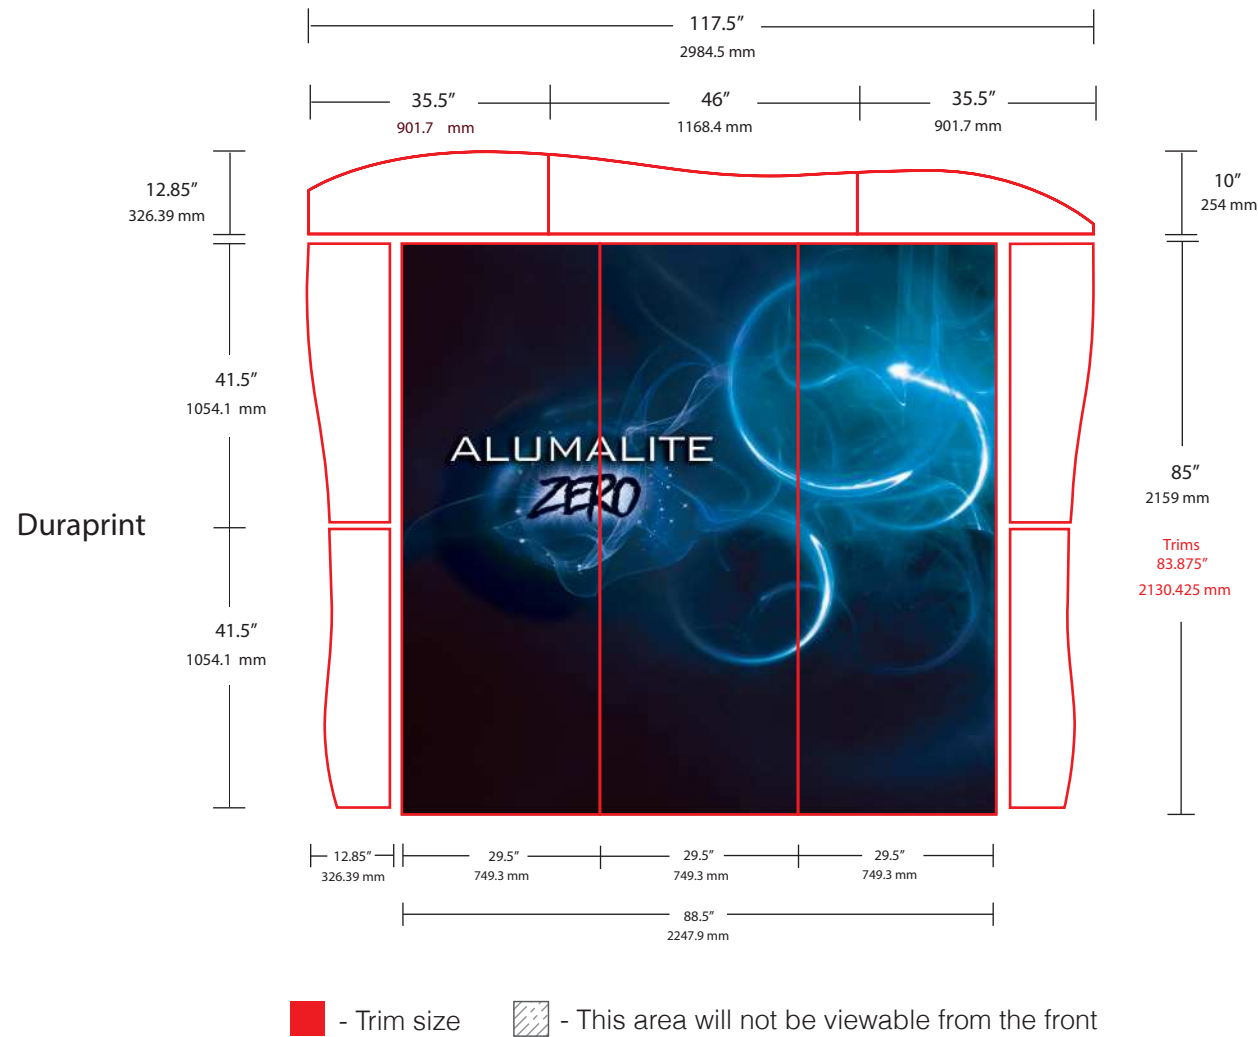 117.5”
2984.5 mm
35.5”
46”
35.5”
901.7 mm
1168.4 mm
901.7 mm
12.85”
326.39 mm
10”
254 mm
41.5”
1054.1 mm
ALUMALITE
ZERO
85”
2159 mm
Duraprint
Trims
83.875”
2130.425 mm
41.5”
1054.1 mm
12.85”
29.5”
29.5”
29.5”
326.39 mm
749.3 mm
749.3 mm
749.3 mm
88.5”
2247.9 mm
- Trim size
- This area will not be viewable from the front